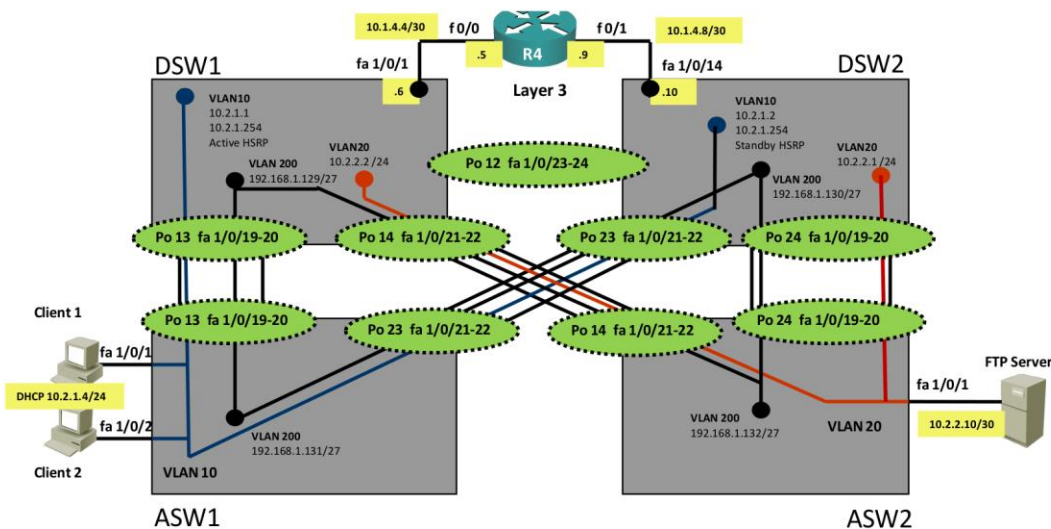 10.1.4.4/30
f 0/0
f 0/1
10.1.4.8/30
R4
.5
.9
DSW1
fa 1/0/1
Layer 3
fa 1/0/14
DSW2
.6
.10
VLAN10
10.2.1.1
10.2.1.254
Active HSRP
VLAN10
10.2.1.2
10.2.1.254
Standby HSRP
VLAN20
10.2.2.2 /24
VLAN20
10.2.2.1 /24
VLAN 200
192.168.1.129/27
Po 12 fa 1/0/23-24
VLAN 200
192.168.1.130/27
Po 13 fa 1/0/19-20
Po 14 fa 1/0/21-22
Po 23 fa 1/0/21-22
Po 24 fa 1/0/19-20
Po 13 fa 1/0/19-20
Po 23 fa 1/0/21-22
Po 14 fa 1/0/21-22
Po 24 fa 1/0/19-20
Client 1
fa 1/0/1
DHCP 10.2.1.4/24
fa 1/0/2
Client 2
FTP Server
fa 1/0/1
10.2.2.10/30
VLAN 200
192.168.1.131/27
VLAN 10
VLAN 200
192.168.1.132/27
VLAN 20
ASW1
ASW2